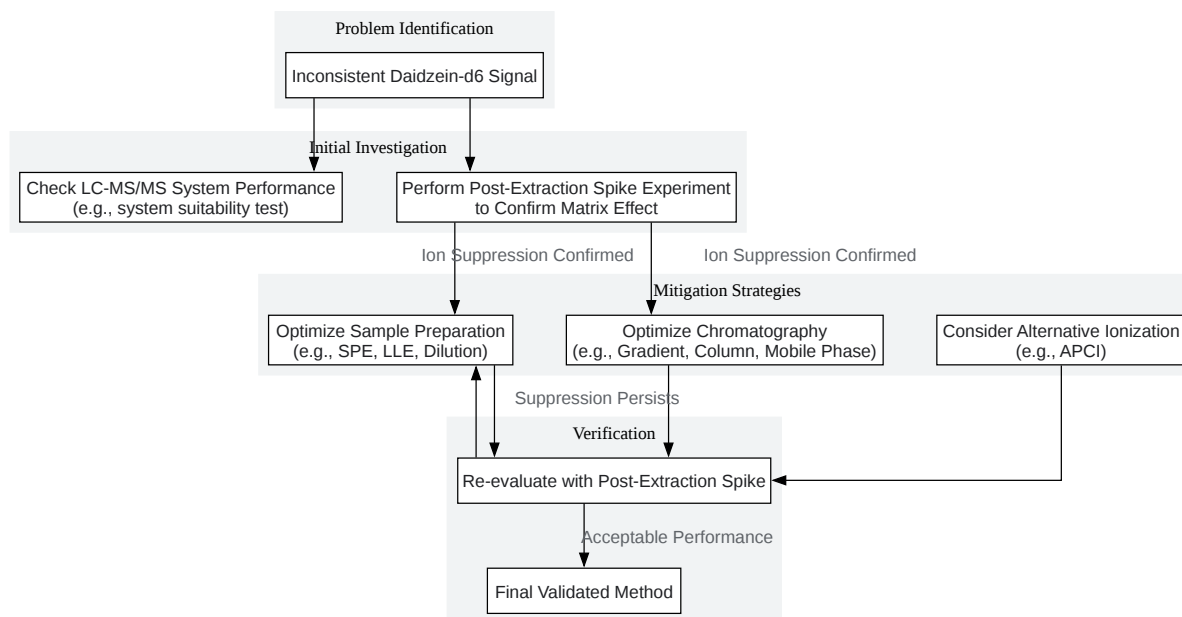 Problem Identification
Inconsistent Daidzein-d6 Signal
Initial Investigation
Check LC-MS/MS System Performance
(e.g., system suitability test)
Perform Post-Extraction Spike Experiment
to Confirm Matrix Effect
Ion Suppression Confirmed
Ion Suppression Confirmed
Mitigation Strategies
Optimize Sample Preparation
(e.g., SPE, LLE, Dilution)
Optimize Chromatography
(e.g., Gradient, Column, Mobile Phase)
Consider Alternative Ionization
(e.g., APCI)
Suppression Persists
Verification
Re-evaluate with Post-Extraction Spike
Acceptable Performance
Final Validated Method